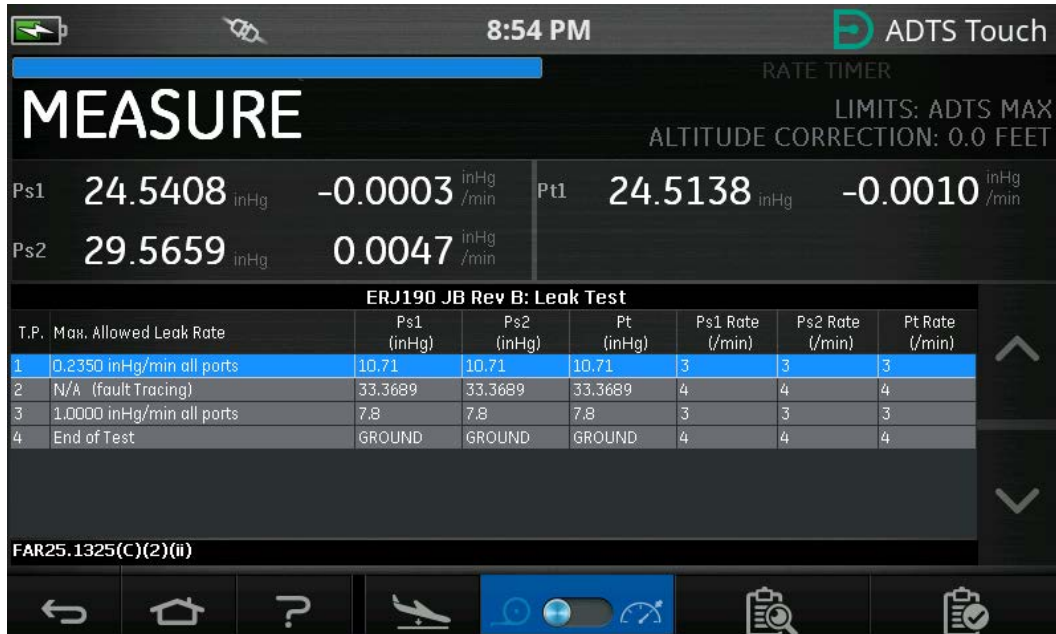 8:54 PM
ADTS Touch
RATE TIMER
MEASURE
LIMITS: ADTS MAX
ALTITUDE CORRECTION: 0.0 FEET
Ps1 24.5408 inHg -0.0003 inHg/min Pt1 24.5138 inHg -0.0010 inHg/min
Ps2 29.5659 inHg 0.0047 inHg/min
ERJ190 JB Rev B: Leak Test
T.P. Max. Allowed Leak Rate Ps1 (inHg) Ps2 (inHg) Pt (inHg) Ps1 Rate (/min) Ps2 Rate (/min) Pt Rate (/min)
1 0.2350 inHg/min all ports 10.71 10.71 10.71 3 3 3
2 N/A (fault Tracing) 33.3689 33.3689 33.3689 4 4 4
3 1.0000 inHg/min all ports 7.8 7.8 7.8 3 3 3
4 End of Test GROUND GROUND GROUND 4 4 4
FAR25.1325(C)(2)(ii)
?